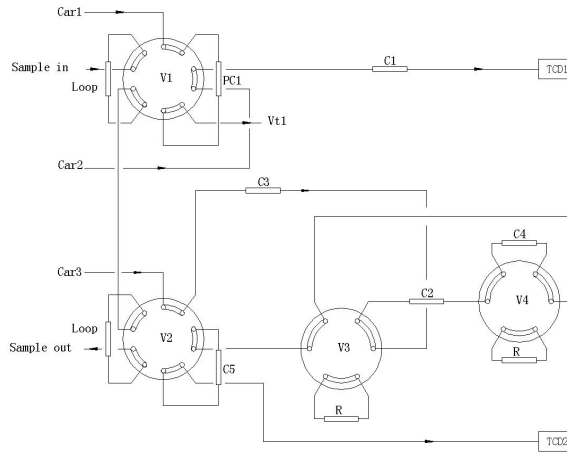 Car1
C1
Sample in
V1
TCD1
Loop
PC1
Vt1
Car2
C3
C4
Car3
C2
V4
Loop
V2
V3
Sample out
C5
R
R
TCD2